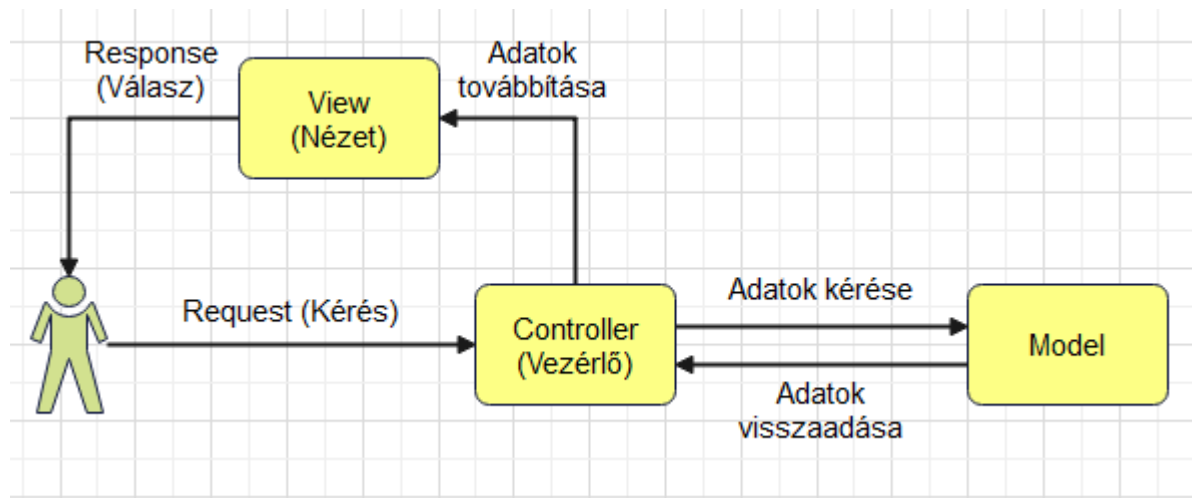 Response
(Válasz)
View
(Nézet)
Adatok
továbbítása
Request (Kérés)
Controller
(Vezérlő)
Adatok kérése
Model
Adatok
visszaadása